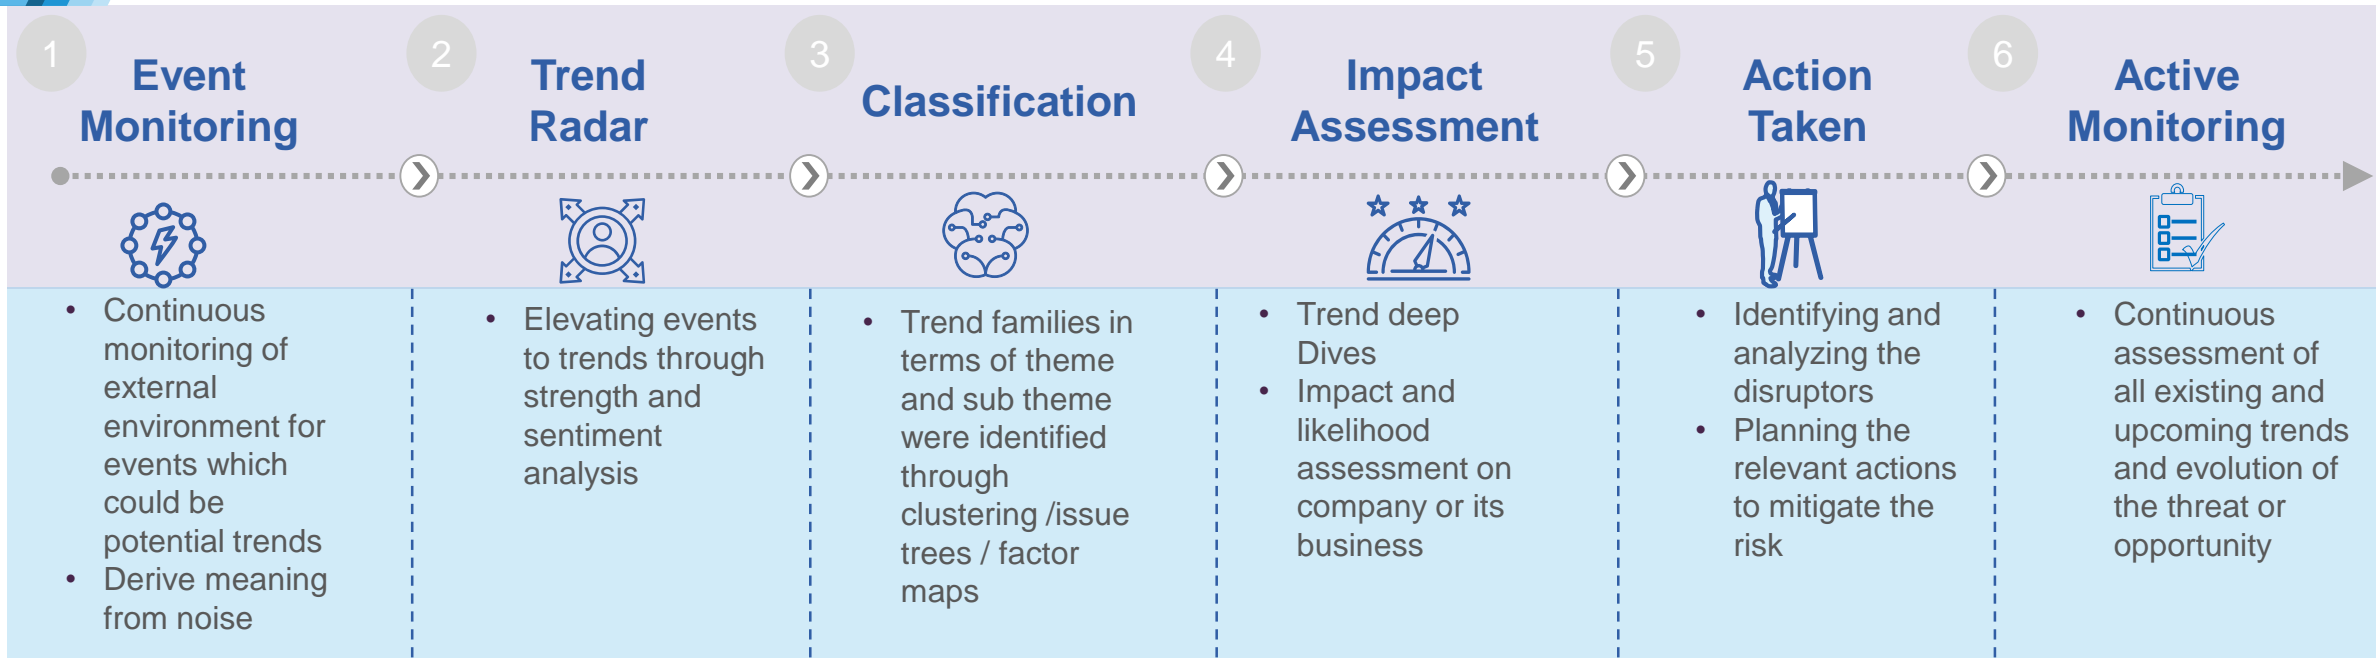 1
Event
Monitoring
2
Trend
Radar
3
Classification
4
Impact
Assessment
5
Action
Taken
6
Active
Monitoring
• Continuous
monitoring of
external
environment for
events which
could be
potential trends
• Derive meaning
from noise
• Elevating events
to trends through
strength and
sentiment
analysis
• Trend families in
terms of theme
and sub theme
were identified
through
clustering /issue
trees / factor
maps
• Trend deep
Dives
• Impact and
likelihood
assessment on
company or its
business
• Identifying and
analyzing the
disruptors
• Planning the
relevant actions
to mitigate the
risk
• Continuous
assessment of
all existing and
upcoming trends
and evolution of
the threat or
opportunity